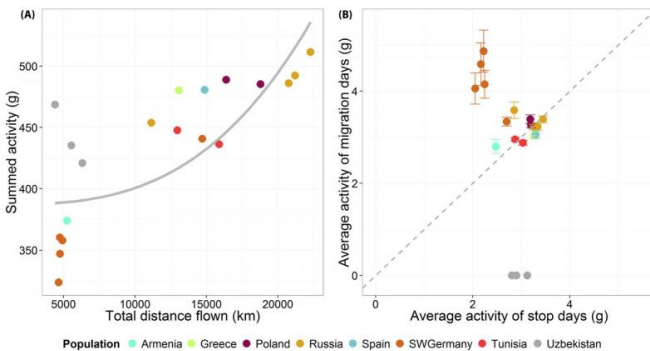 (A)
Summed activity (g)
500
450
400
350
5000
10000
15000
20000
Total distance flown (km)
(B)
Average activity of migration days (g)
4
2
0
0
2
4
Average activity of stop days (g)
Population Armenia Greece Poland Russia Spain SWGermany Tunisia Uzbekistan